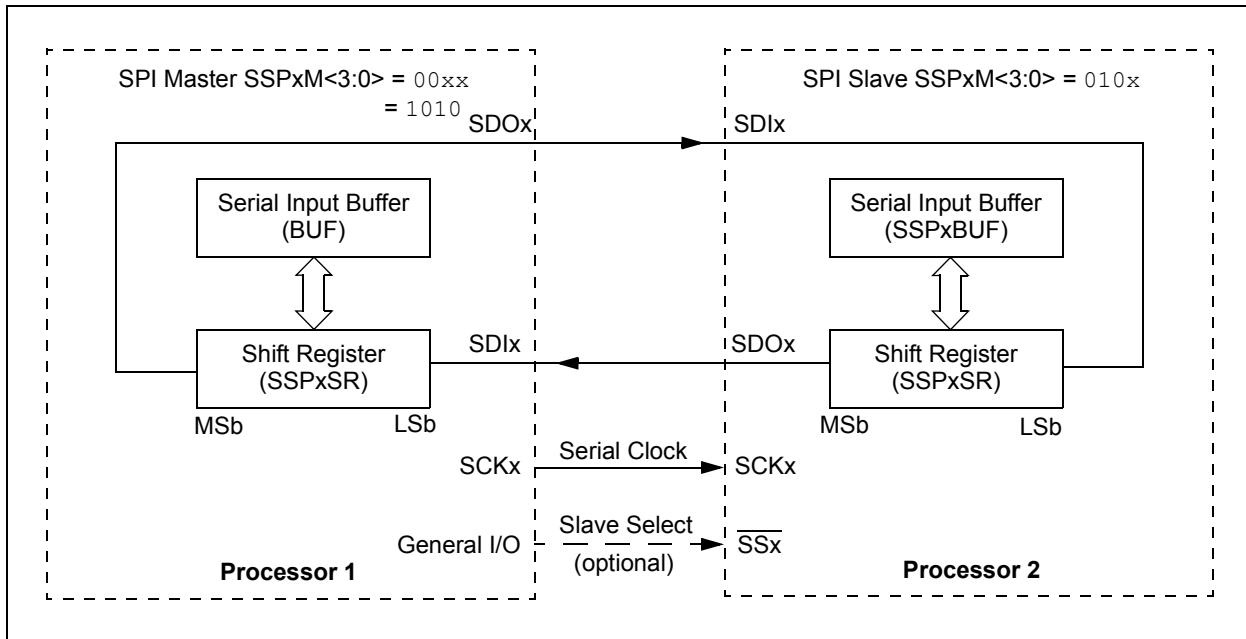 SPI Master SSPxM<3:0> = 00xx
= 1010
SDOx
Serial Input Buffer
(BUF)
Shift Register
(SSPxSR)
MSb
LSb
SDIx
SCKx
General I/O
Processor 1
Serial Clock
Slave Select
(optional)
SPI Slave SSPxM<3:0> = 010x
SDIx
Serial Input Buffer
(SSPxBUF)
SDOx
Shift Register
(SSPxSR)
MSb
LSb
SCKx
SSx
Processor 2